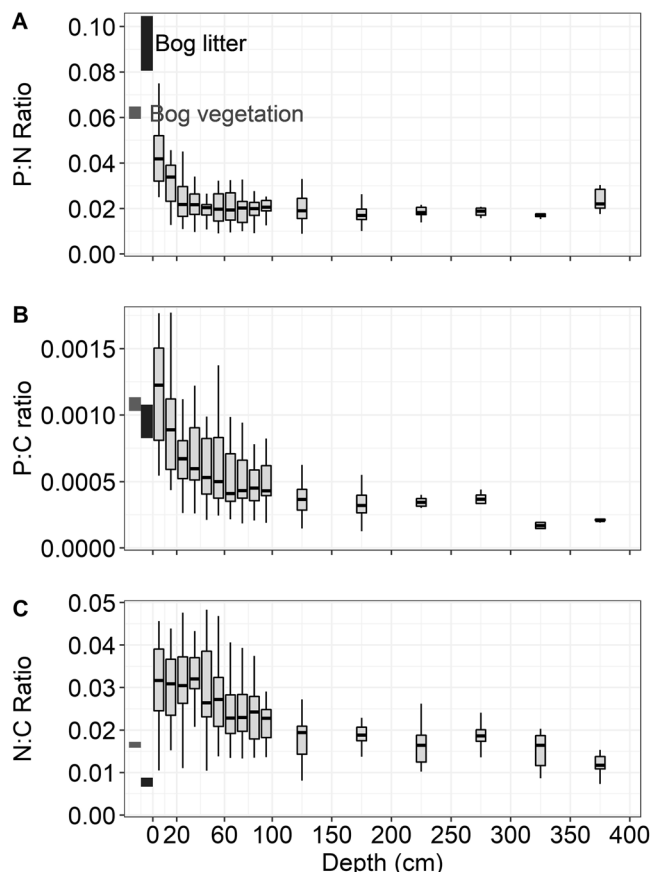 A
P:N Ratio
0.10
0.08
0.06
0.04
0.02
0.00
Bog litter
Bog vegetation
B
P:C ratio
0.0015
0.0010
0.0005
0.0000
C
N:C Ratio
0.05
0.04
0.03
0.02
0.01
0.00
0 20 60 100 150 200 250 300 350 400
Depth (cm)